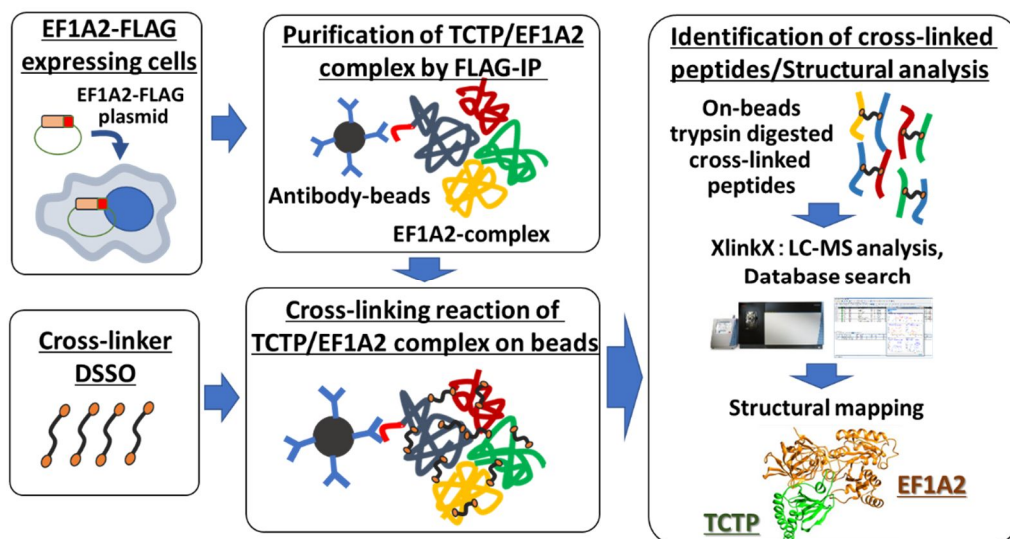 EF1A2-FLAG
expressing cells
EF1A2-FLAG
plasmid
Purification of TCTP/EF1A2
complex by FLAG-IP
Antibody-beads
EF1A2-complex
Cross-linker
DSSO
Cross-linking reaction of
TCTP/EF1A2 complex on beads
Identification of cross-linked
peptides/Structural analysis
On-beads
trypsin digested
cross-linked
peptides
XlinkX: LC-MS analysis,
Database search
Structural mapping
EF1A2
TCTP